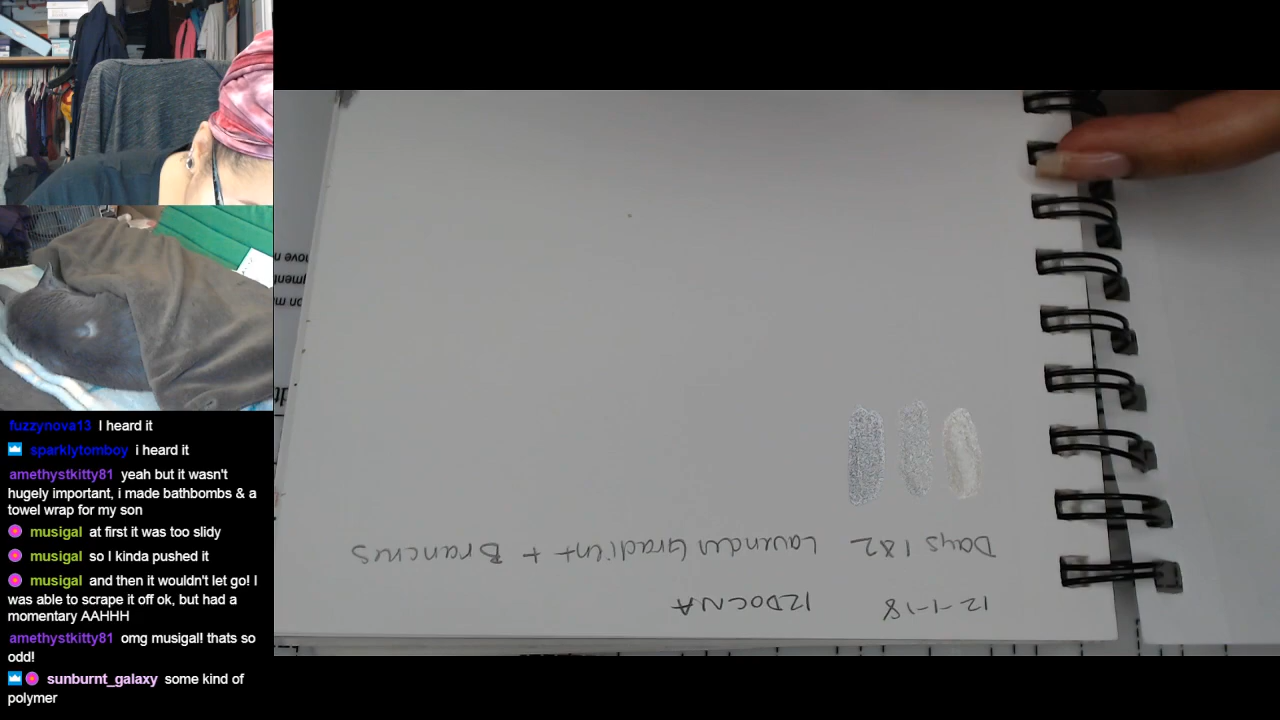 fuzzynova13 I heard it
sparklytomboy i heard it
amethystkitty81 yeah but it wasn't
hugely important, i made bathbombs & a
towel wrap for my son
musigal at first it was too slidy
musigal so I kinda pushed it
musigal and then it wouldn't let go! I
was able to scrape it off ok, but had a
momentary AAHHH
amethystkitty81 omg musigal! thats so
odd!
sunburnt_galaxy some kind of
polymer
12-1-18 12DOCNA
Days 1&2 Lavender Gradient + Branches